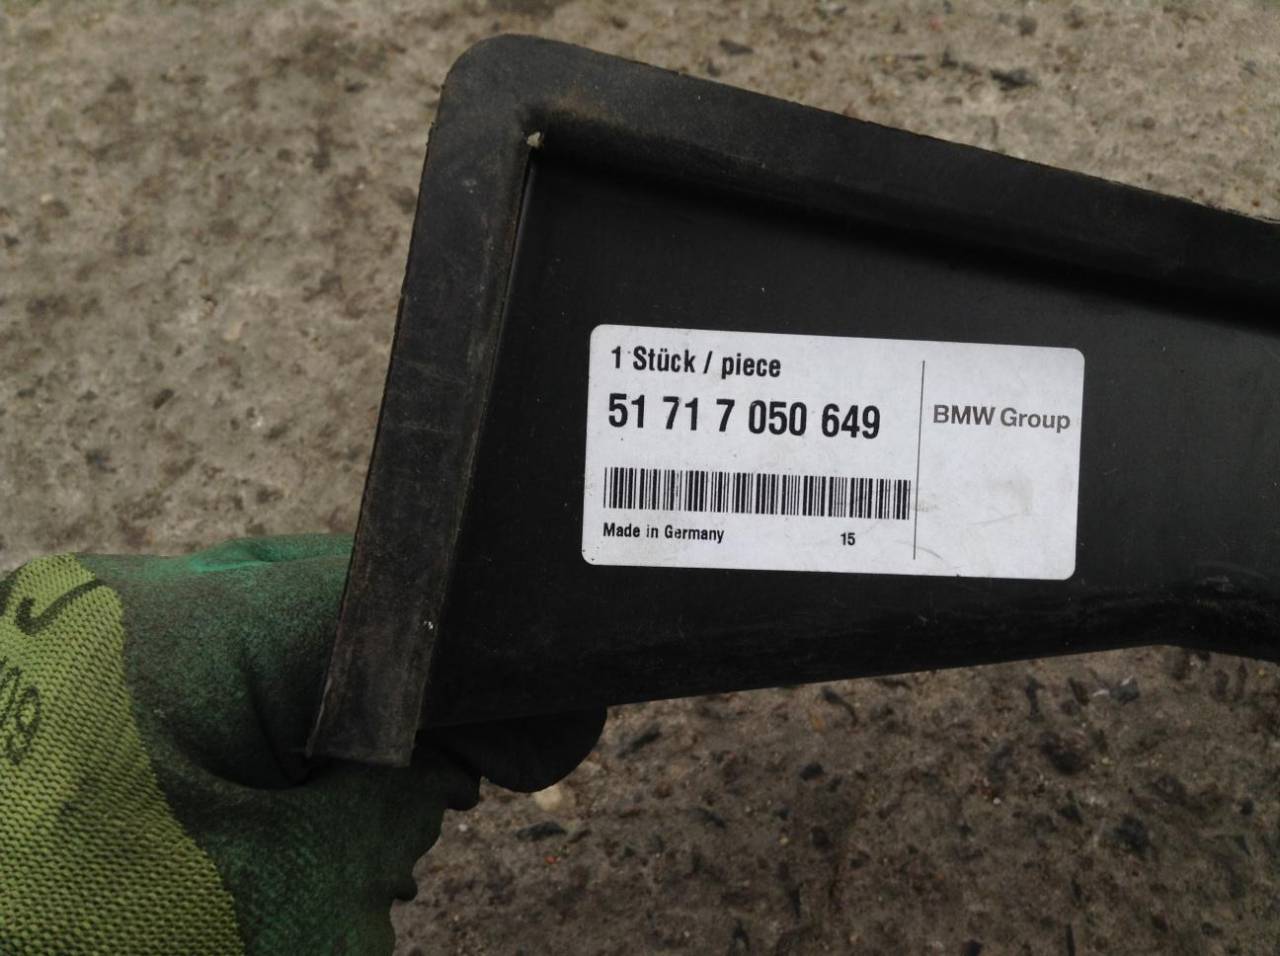 1 Stück / piece
51 71 7 050 649
BMW Group
Made in Germany
15